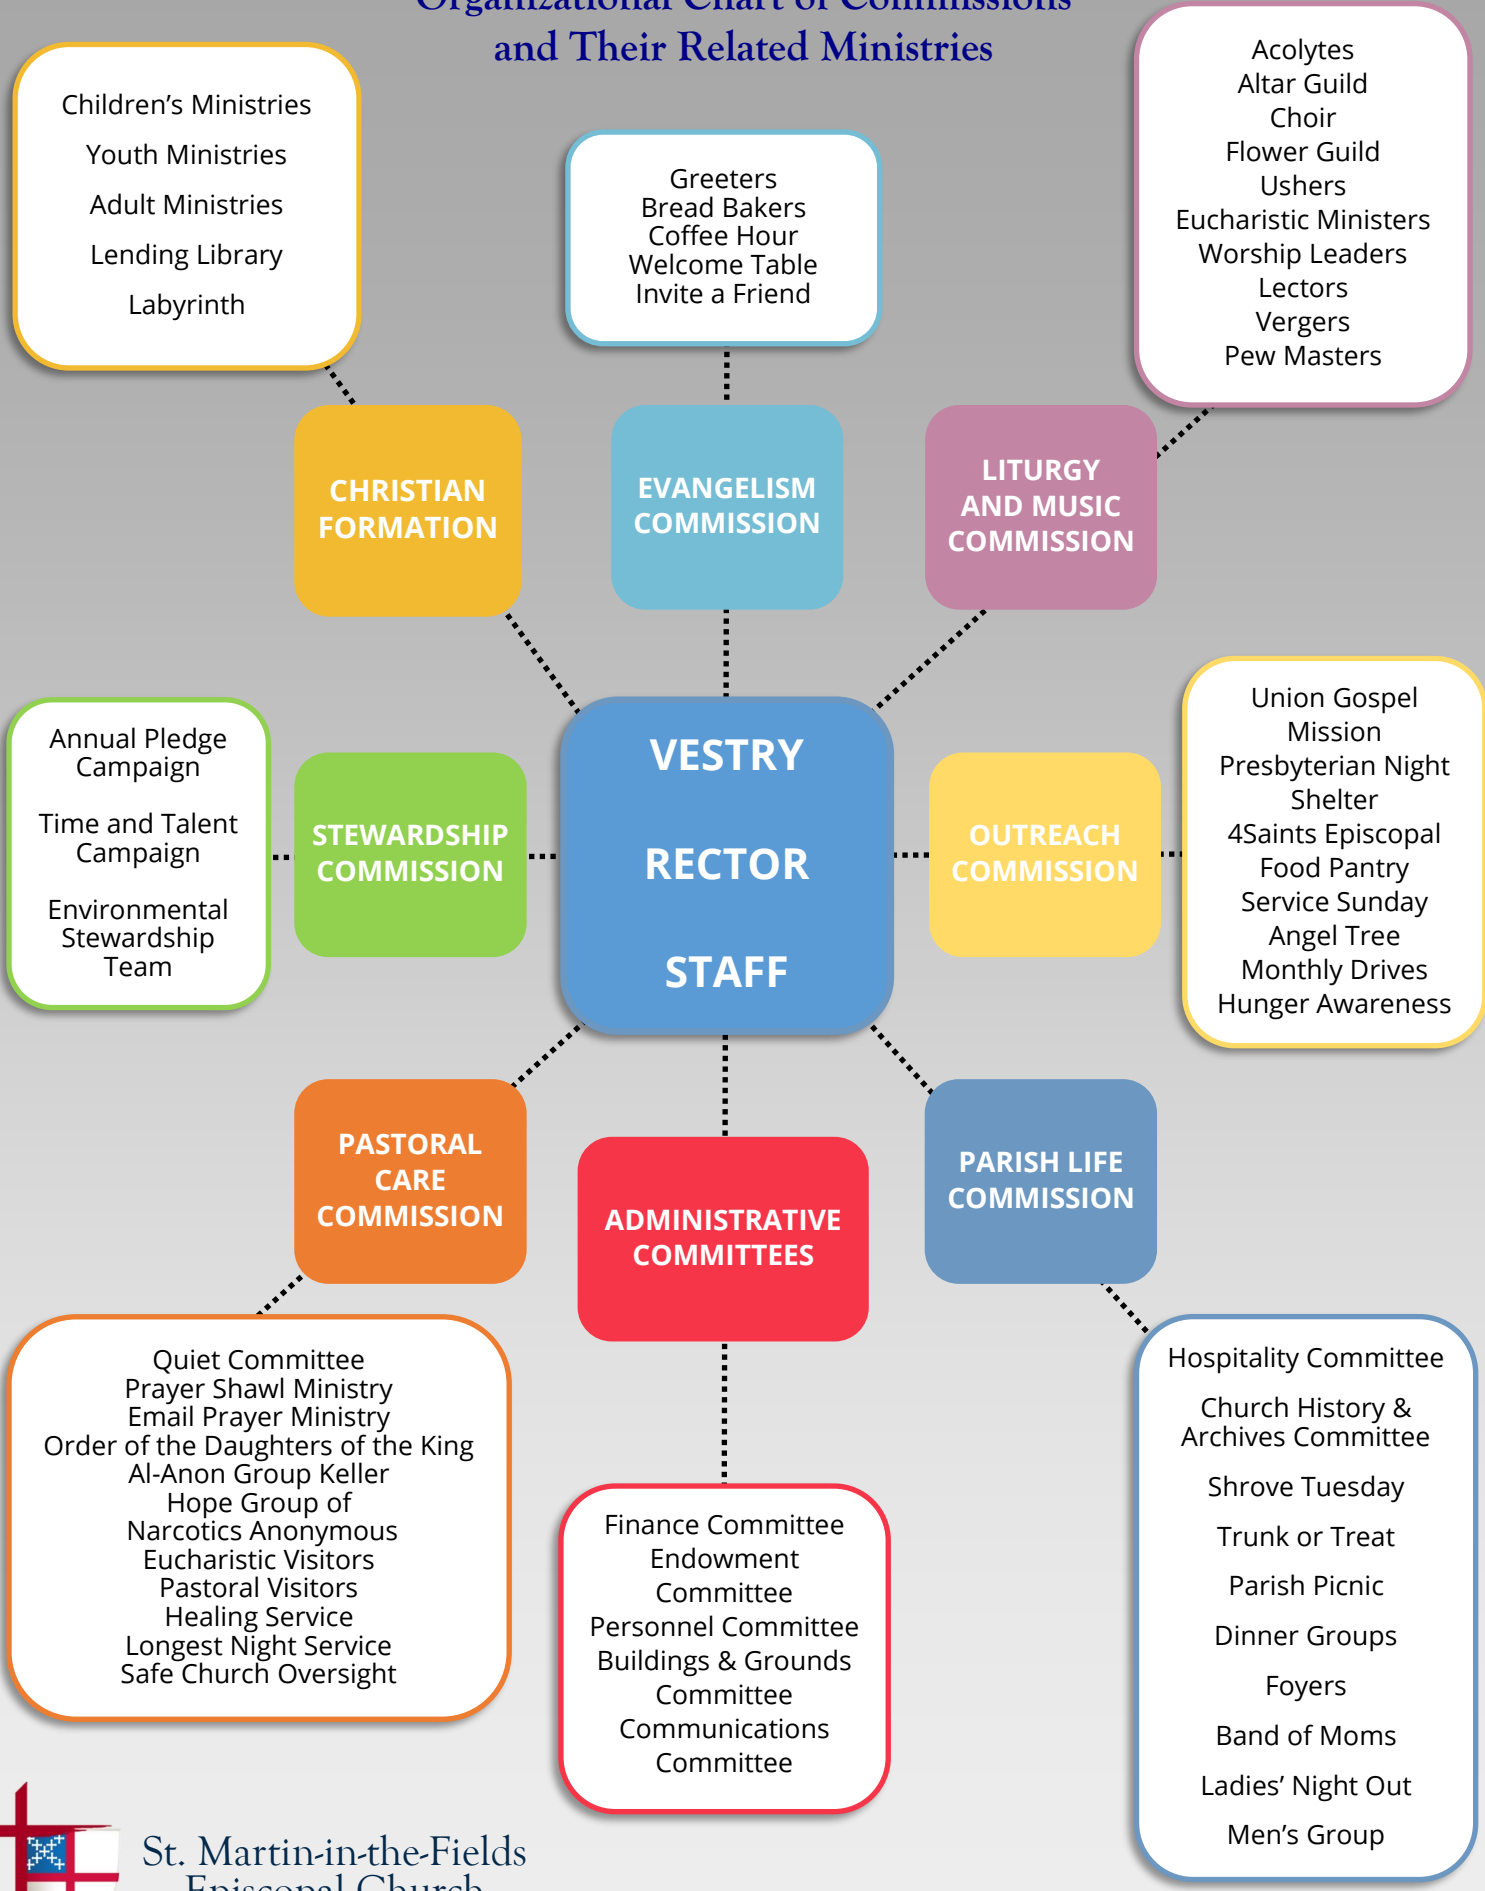 Organizational Chart of Commissions
and Their Related Ministries
Children’s Ministries
Youth Ministries
Adult Ministries
Lending Library
Labyrinth
Greeters
Bread Bakers
Coffee Hour
Welcome Table
Invite a Friend
Acolytes
Altar Guild
Choir
Flower Guild
Ushers
Eucharistic Ministers
Worship Leaders
Lectors
Vergers
Pew Masters
CHRISTIAN
FORMATION
EVANGELISM
COMMISSION
LITURGY
AND MUSIC
COMMISSION
Annual Pledge
Campaign
Time and Talent
Campaign
Environmental
Stewardship
Team
STEWARDSHIP
COMMISSION
VESTRY
RECTOR
STAFF
OUTREACH
COMMISSION
Union Gospel
Mission
Presbyterian Night
Shelter
4Saints Episcopal
Food Pantry
Service Sunday
Angel Tree
Monthly Drives
Hunger Awareness
PASTORAL
CARE
COMMISSION
ADMINISTRATIVE
COMMITTEES
PARISH LIFE
COMMISSION
Quiet Committee
Prayer Shawl Ministry
Email Prayer Ministry
Order of the Daughters of the King
Al-Anon Group Keller
Hope Group of
Narcotics Anonymous
Eucharistic Visitors
Pastoral Visitors
Healing Service
Longest Night Service
Safe Church Oversight
Finance Committee
Endowment
Committee
Personnel Committee
Buildings & Grounds
Committee
Communications
Committee
Hospitality Committee
Church History &
Archives Committee
Shrove Tuesday
Trunk or Treat
Parish Picnic
Dinner Groups
Foyers
Band of Moms
Ladies’ Night Out
Men’s Group
St. Martin-in-the-Fields
Episcopal Church